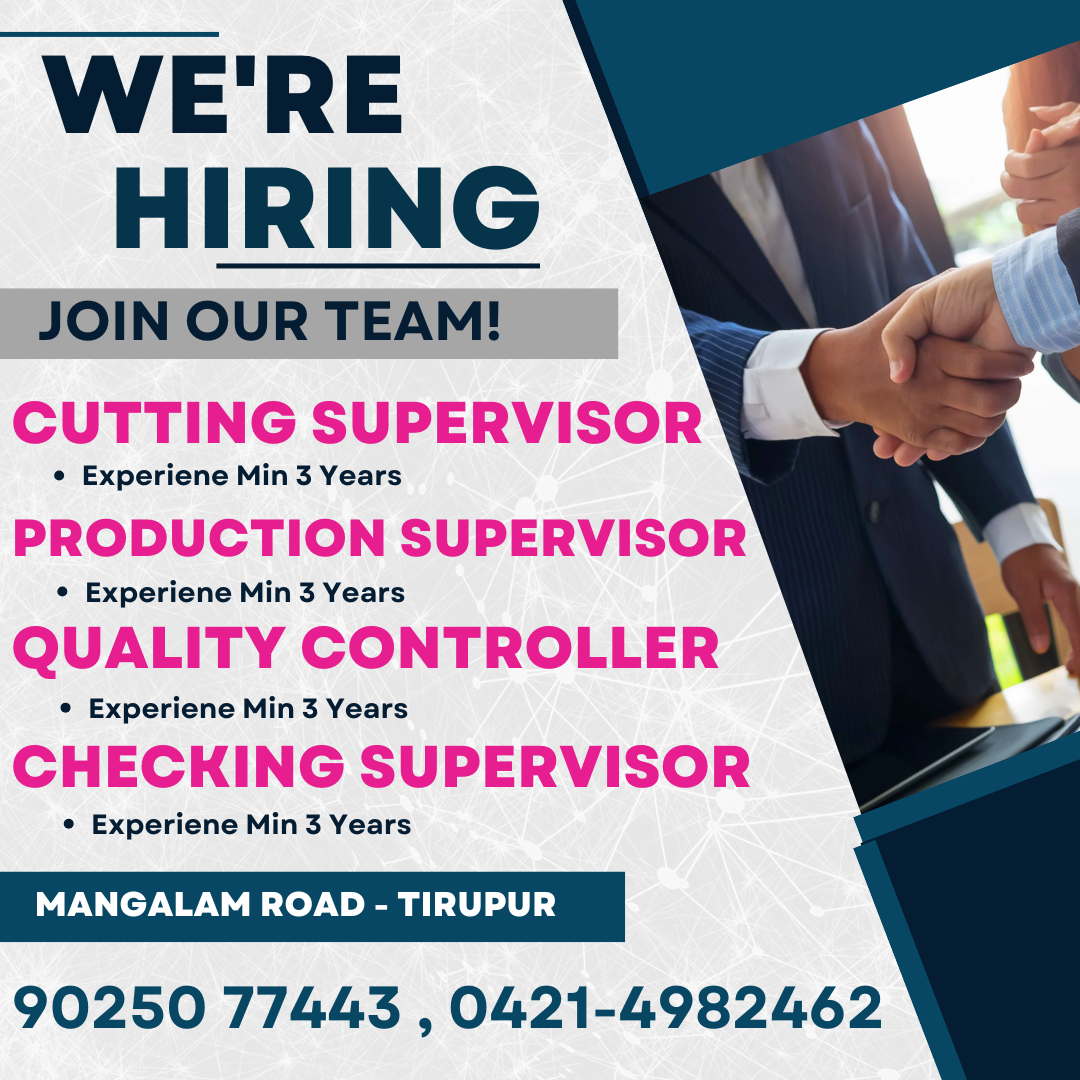 WE'RE
HIRING
JOIN OUR TEAM!
CUTTING SUPERVISOR
• Experiene Min 3 Years
PRODUCTION SUPERVISOR
• Experiene Min 3 Years
QUALITY CONTROLLER
• Experiene Min 3 Years
CHECKING SUPERVISOR
• Experiene Min 3 Years
MANGALAM ROAD - TIRUPUR
90250 77443 , 0421-4982462